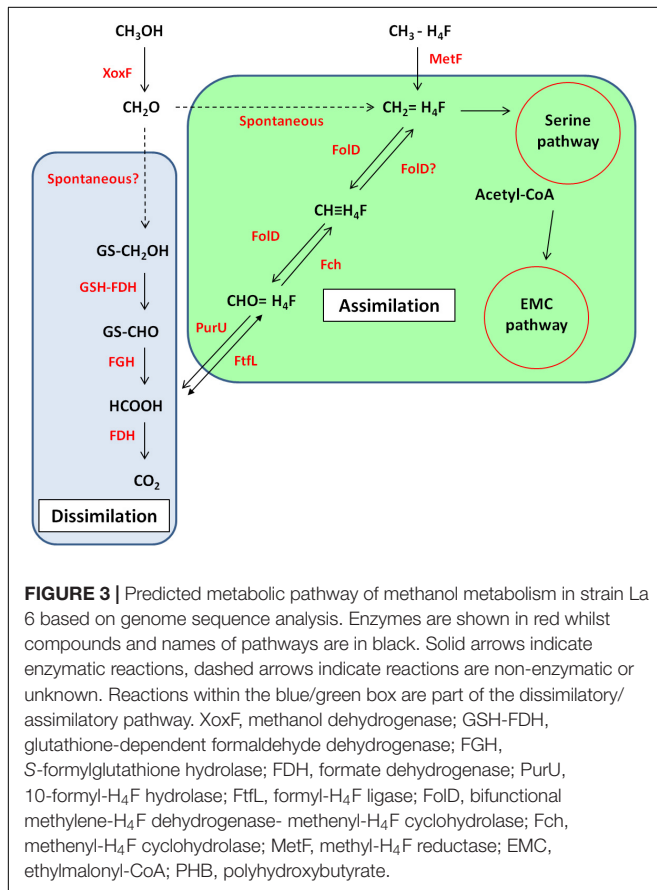 CH₃OH
CH₃ - H₄F
XoxF
MetF
CH₂O
Spontaneous
CH₂= H₄F
Serine
pathway
Spontaneous?
FolD
FolD?
Acetyl-CoA
CH≡H₄F
GS-CH₂OH
FolD
Fch
GSH-FDH
CHO= H₄F
Assimilation
EMC
pathway
GS-CHO
PurU
FtfL
FGH
HCOOH
FDH
CO₂
Dissimilation
FIGURE 3 | Predicted metabolic pathway of methanol metabolism in strain La
6 based on genome sequence analysis. Enzymes are shown in red whilst
compounds and names of pathways are in black. Solid arrows indicate
enzymatic reactions, dashed arrows indicate reactions are non-enzymatic or
unknown. Reactions within the blue/green box are part of the dissimilatory/
assimilatory pathway. XoxF, methanol dehydrogenase; GSH-FDH,
glutathione-dependent formaldehyde dehydrogenase; FGH,
S-formylglutathione hydrolase; FDH, formate dehydrogenase; PurU,
10-formyl-H₄F hydrolase; FtfL, formyl-H₄F ligase; FolD, bifunctional
methylene-H₄F dehydrogenase- methenyl-H₄F cyclohydrolase; Fch,
methenyl-H₄F cyclohydrolase; MetF, methyl-H₄F reductase; EMC,
ethylmalonyl-CoA; PHB, polyhydroxybutyrate.